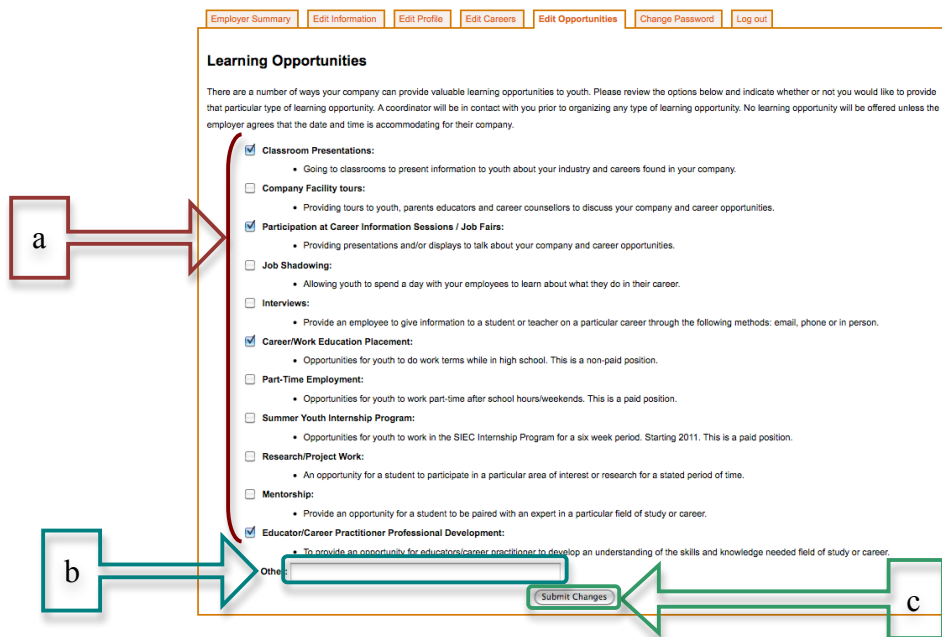 Employer Summary Edit Information Edit Profile Edit Careers Edit Opportunities Change Password Log out
Learning Opportunities
There are a number of ways your company can provide valuable learning opportunities to youth. Please review the options below and indicate whether or not you would like to provide
that particular type of learning opportunity. A coordinator will be in contact with you prior to organizing any type of learning opportunity. No learning opportunity will be offered unless the
employer agrees that the date and time is accommodating for their company.
Classroom Presentations:
• Going to classrooms to present information to youth about your industry and careers found in your company.
Company Facility tours:
• Providing tours to youth, parents educators and career counsellors to discuss your company and career opportunities.
a
Participation at Career Information Sessions / Job Fairs:
• Providing presentations and/or displays to talk about your company and career opportunities.
Job Shadowing:
• Allowing youth to spend a day with your employees to learn about what they do in their career.
Interviews:
• Provide an employee to give information to a student or teacher on a particular career through the following methods: email, phone or in person.
Career/Work Education Placement:
• Opportunities for youth to do work terms while in high school. This is a non-paid position.
Part-Time Employment:
• Opportunities for youth to work part-time after school hours/weekends. This is a paid position.
Summer Youth Internship Program:
• Opportunities for youth to work in the SIEC Internship Program for a six week period. Starting 2011. This is a paid position.
Research/Project Work:
• An opportunity for a student to participate in a particular area of interest or research for a stated period of time.
Mentorship:
• Provide an opportunity for a student to be paired with an expert in a particular field of study or career.
Educator/Career Practitioner Professional Development:
• To provide an opportunity for educators/career practitioner to develop an understanding of the skills and knowledge needed field of study or career.
b
Other:
Submit Changes
c